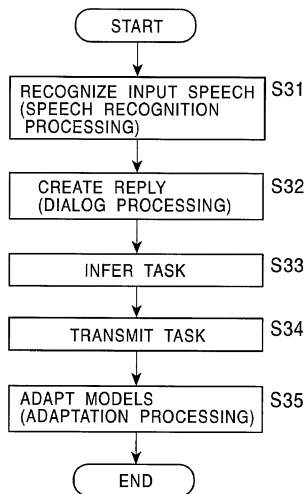 START
RECOGNIZE INPUT SPEECH
(SPEECH RECOGNITION
PROCESSING)
S31
CREATE REPLY
(DIALOG PROCESSING)
S32
INFER TASK
S33
TRANSMIT TASK
S34
ADAPT MODELS
(ADAPTATION PROCESSING)
S35
END